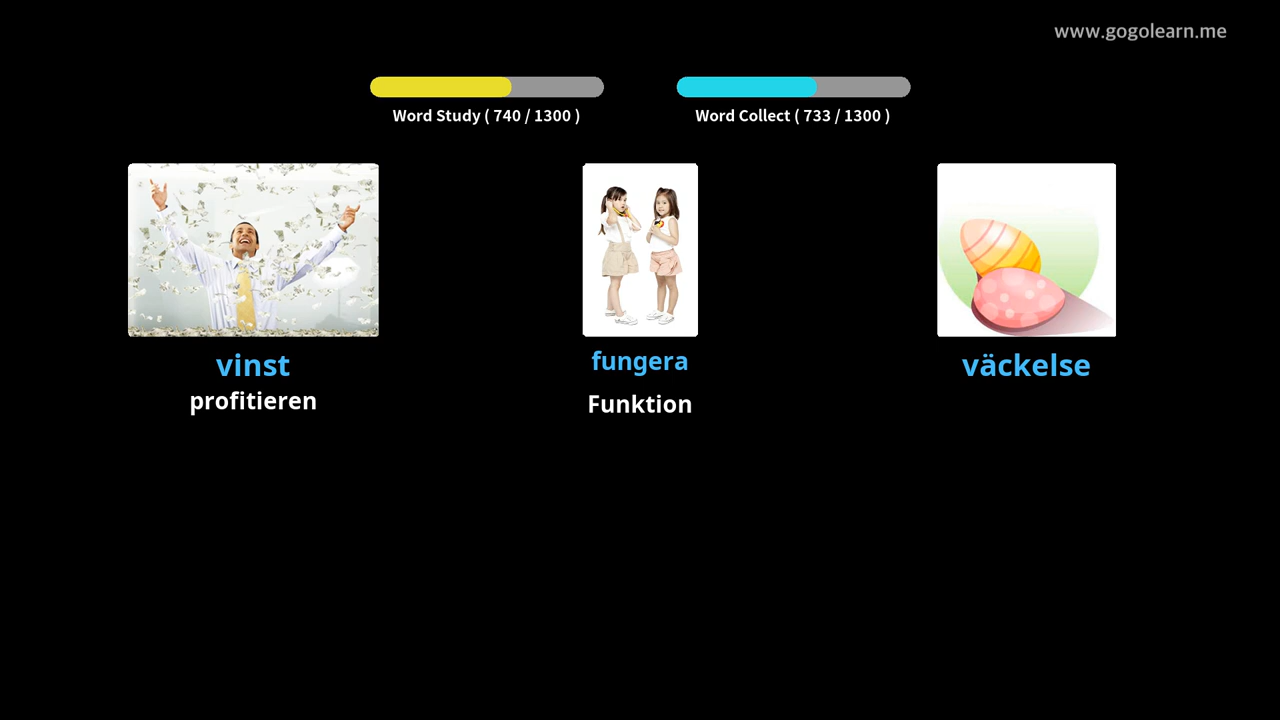 www.gogolearn.me
Word Study ( 740 / 1300 )
Word Collect ( 733 / 1300 )
vinst
profitieren
fungera
Funktion
väckelse